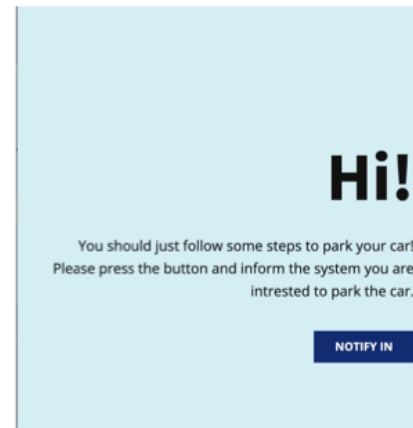 Hi!
You should just follow some steps to park your car!
Please press the button and inform the system you are
intrested to park the car.
NOTIFY IN